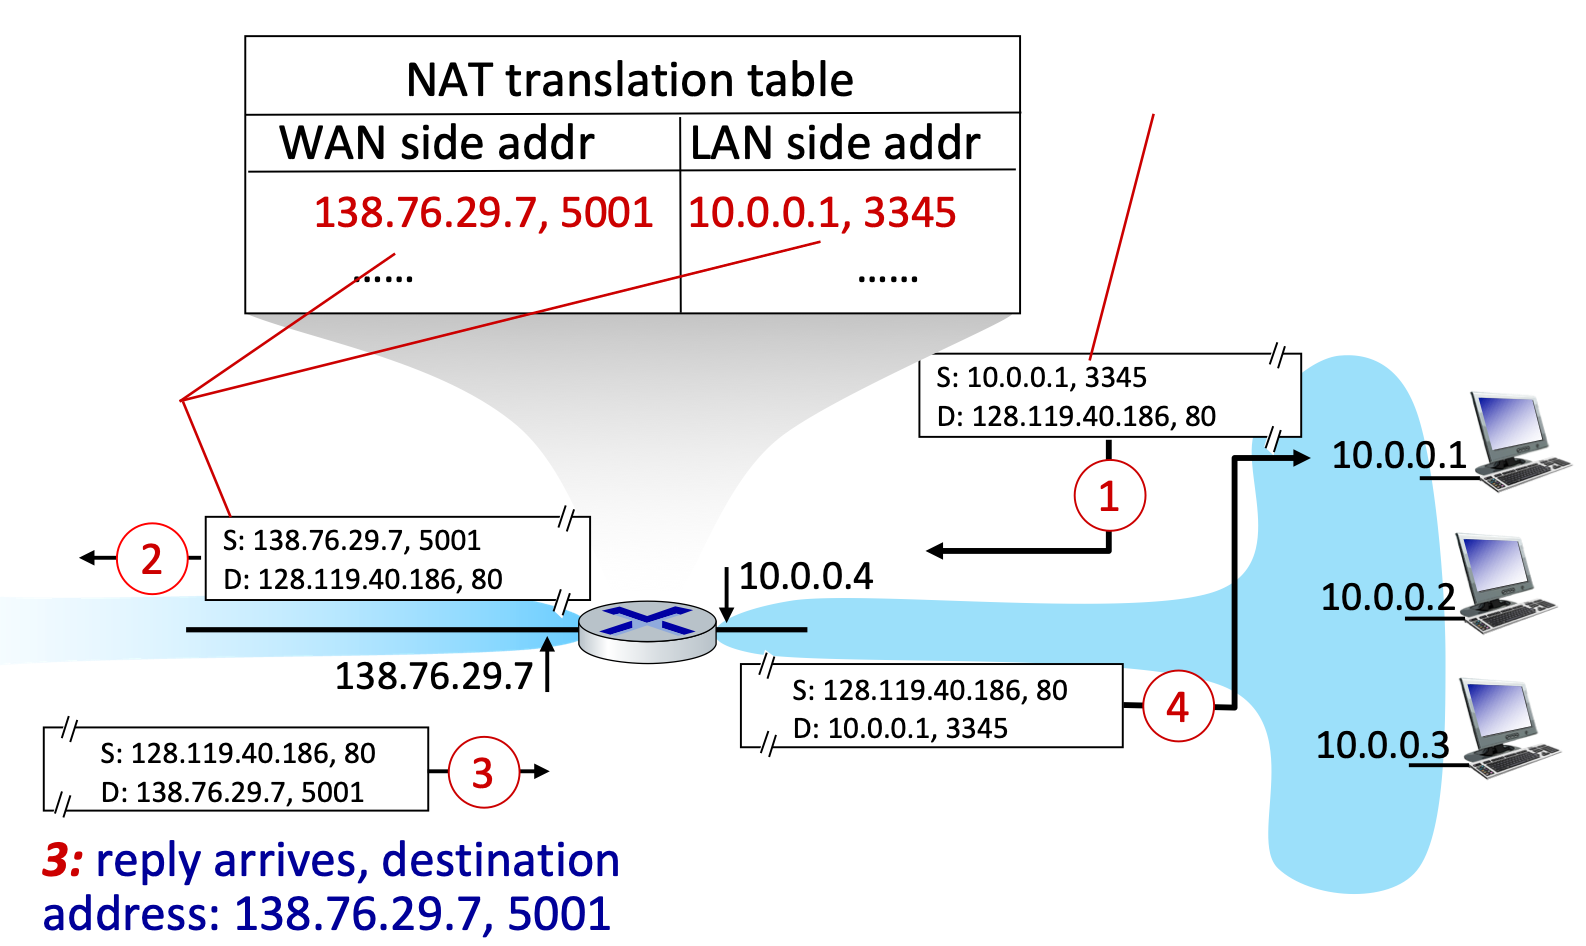 NAT translation table
WAN side addr LAN side addr
138.76.29.7, 5001 10.0.0.1, 3345
...... ......
S: 10.0.0.1, 3345
D: 128.119.40.186, 80
1
10.0.0.1
S: 138.76.29.7, 5001
D: 128.119.40.186, 80
2
10.0.0.4
10.0.0.2
138.76.29.7
S: 128.119.40.186, 80
D: 10.0.0.1, 3345
4
10.0.0.3
S: 128.119.40.186, 80
D: 138.76.29.7, 5001
3
3: reply arrives, destination
address: 138.76.29.7, 5001